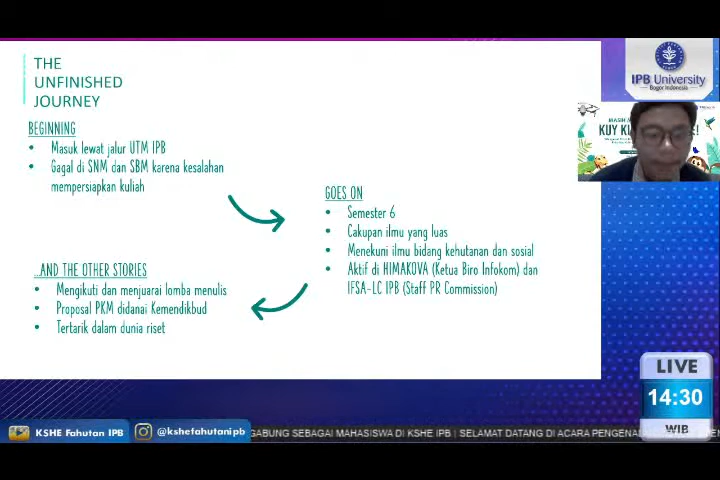 THE
UNFINISHED
JOURNEY
BEGINNING
• Masuk lewat jalur UTM IPB
• Gagal di SNM dan SBM karena kesalahan
mempersiapkan kuliah
GOES ON
• Semester 6
• Cakupan ilmu yang luas
• Menekuni ilmu bidang kehutanan dan sosial
• Aktif di HIMAKOVA (Ketua Biro Infokom) dan
IFSA-LC IPB (Staff PR Commission)
...AND THE OTHER STORIES
• Mengikuti dan menjuarai lomba menulis
• Proposal PKM didanai Kemendikbud
• Tertarik dalam dunia riset
IPB University
Bogor Indonesia
LIVE
14:30
WIB
KSHE Fahutan IPB
@kshefahutanipb
GABUNG SEBAGAI MAHASISWA DI KSHE IPB | SELAMAT DATANG DI ACARA